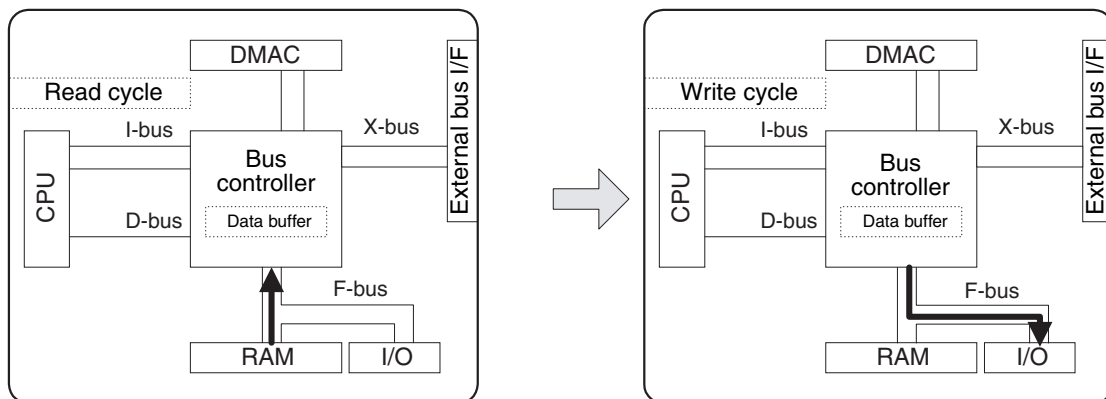 DMAC
Read cycle
I-bus
X-bus
External bus I/F
CPU
Bus
controller
Data buffer
D-bus
F-bus
RAM
I/O
DMAC
Write cycle
I-bus
X-bus
External bus I/F
CPU
Bus
controller
Data buffer
D-bus
F-bus
RAM
I/O